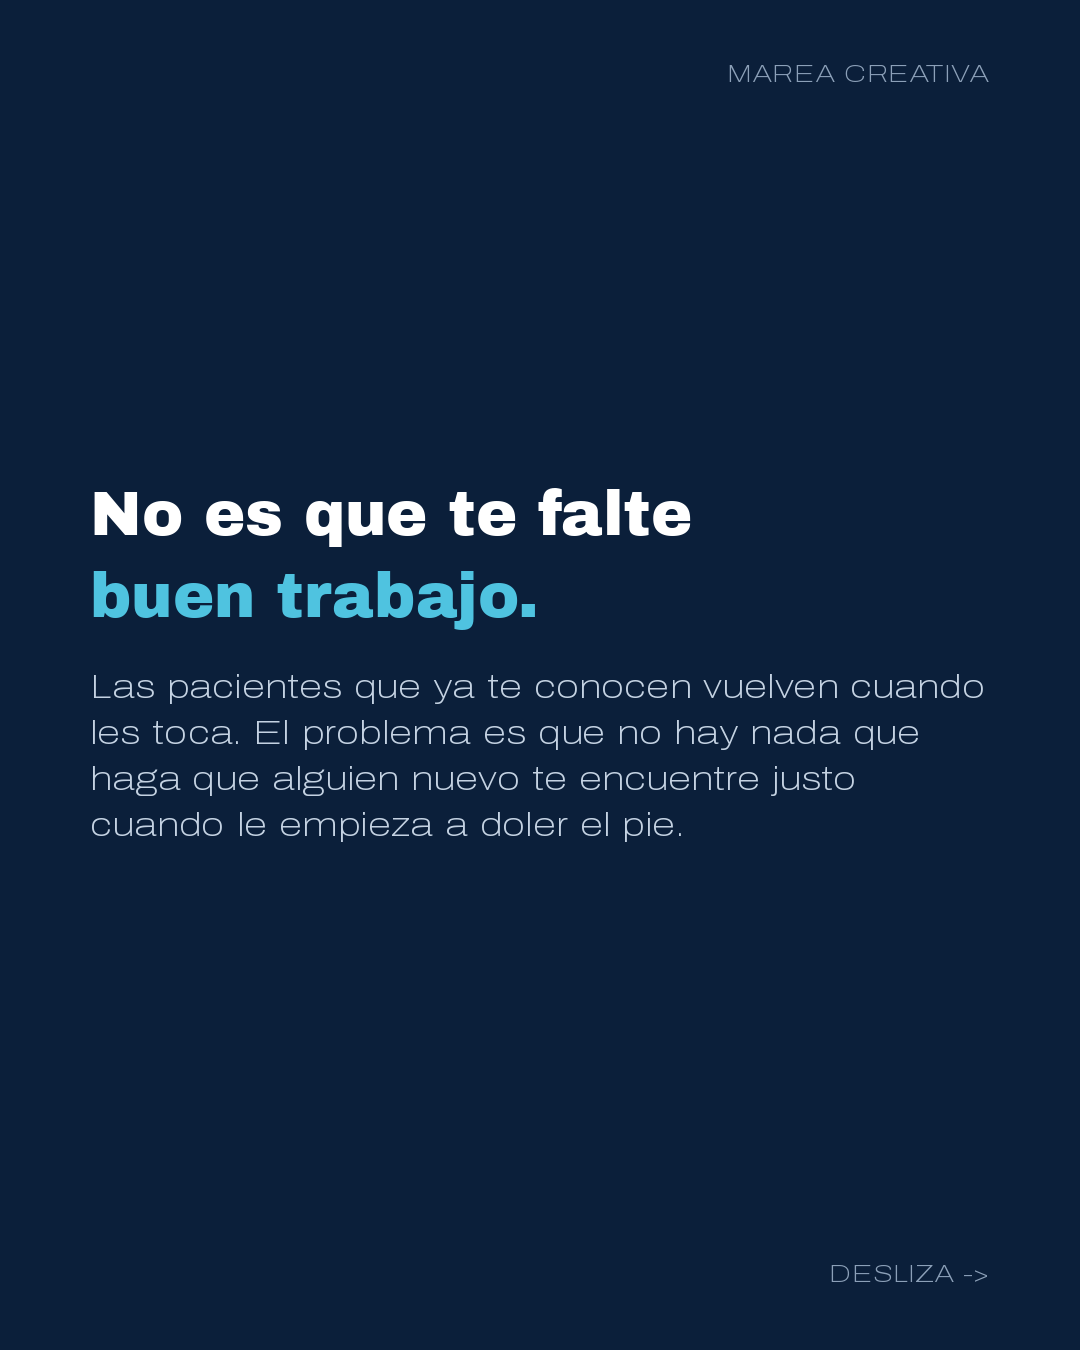 MAREA CREATIVA
No es que te falte
buen trabajo.
Las pacientes que ya te conocen vuelven cuando
les toca. El problema es que no hay nada que
haga que alguien nuevo te encuentre justo
cuando le empieza a doler el pie.
DESLIZA ->